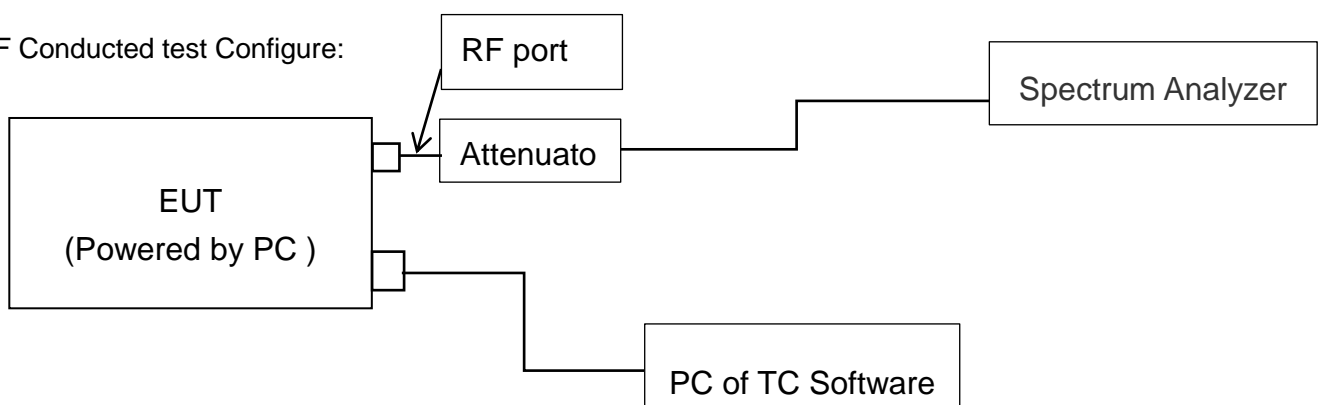 F Conducted test Configure:
RF port
Spectrum Analyzer
Attenuato
EUT
(Powered by PC )
PC of TC Software